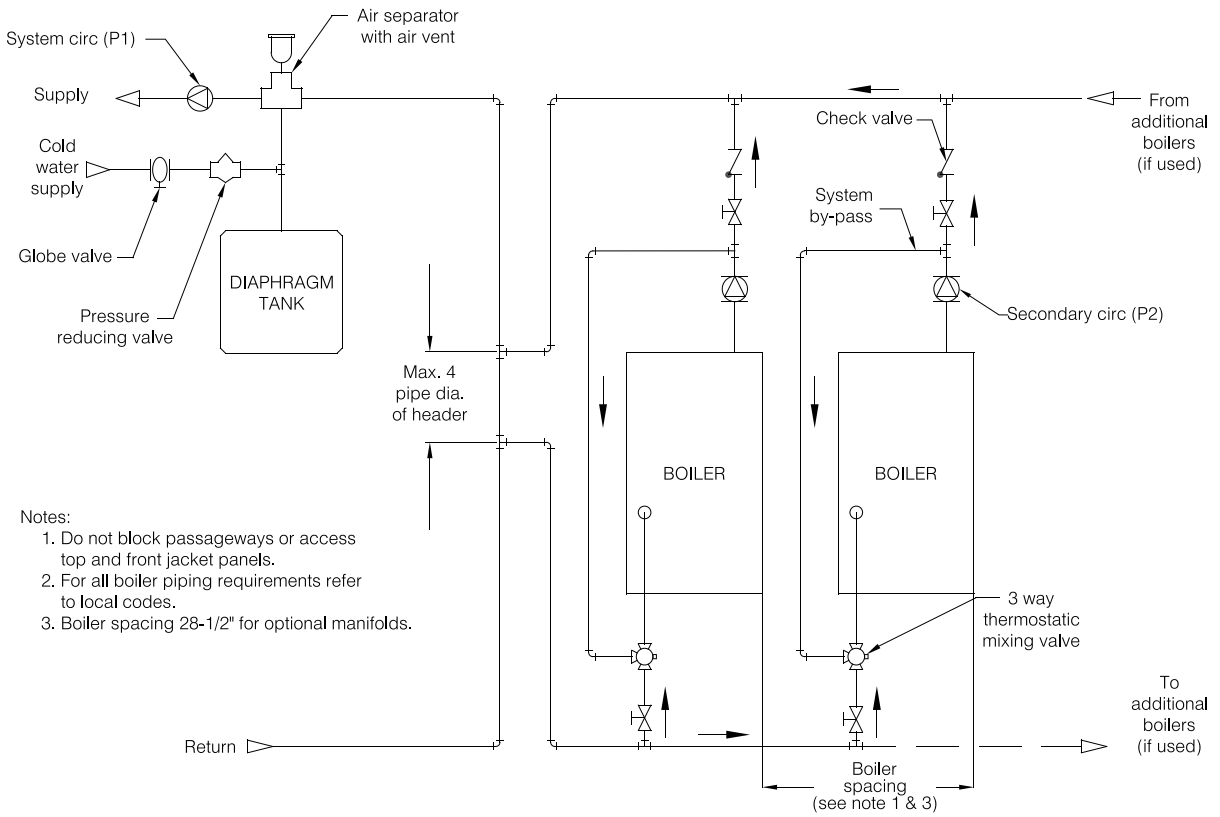 System circ (P1)
Air separator
with air vent
Supply
Cold
water
supply
Globe valve
Pressure
reducing valve
DIAPHRAGM
TANK
Max. 4
pipe dia.
of header
Check valve
From
additional
boilers
(if used)
System
by-pass
Secondary circ (P2)
BOILER
BOILER
Notes:
1. Do not block passageways or access
top and front jacket panels.
2. For all boiler piping requirements refer
to local codes.
3. Boiler spacing 28-1/2" for optional manifolds.
3 way
thermostatic
mixing valve
Return
To
additional
boilers
(if used)
Boiler
spacing
(see note 1 & 3)